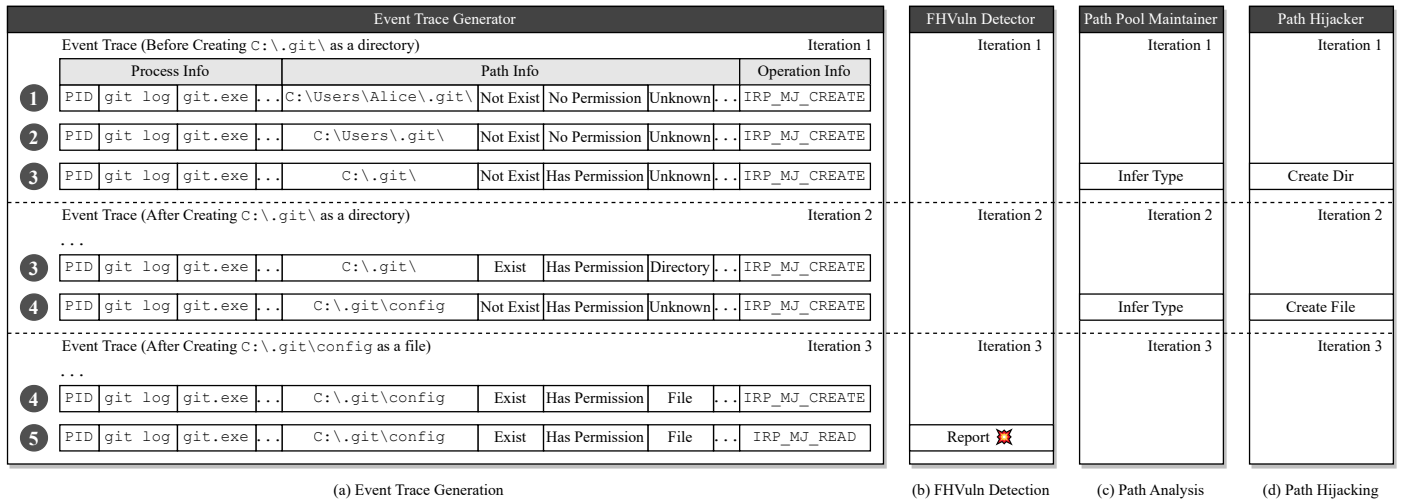 Event Trace Generator FHVuln Detector Path Pool Maintainer Path Hijacker
Event Trace (Before Creating C:\.git\ as a directory) Iteration 1 Iteration 1 Iteration 1 Iteration 1
Process Info Path Info Operation Info
1 PID git log git.exe ... C:\Users\Alice\.git\ Not Exist No Permission Unknown ... IRP_MJ_CREATE
2 PID git log git.exe ... C:\Users\.git\ Not Exist No Permission Unknown ... IRP_MJ_CREATE
3 PID git log git.exe ... C:\.git\ Not Exist Has Permission Unknown ... IRP_MJ_CREATE Infer Type Create Dir
Event Trace (After Creating C:\.git\ as a directory) Iteration 2 Iteration 2 Iteration 2 Iteration 2
...
3 PID git log git.exe ... C:\.git\ Exist Has Permission Directory ... IRP_MJ_CREATE
4 PID git log git.exe ... C:\.git\config Not Exist Has Permission Unknown ... IRP_MJ_CREATE Infer Type Create File
Event Trace (After Creating C:\.git\config as a file) Iteration 3 Iteration 3 Iteration 3 Iteration 3
...
4 PID git log git.exe ... C:\.git\config Exist Has Permission File ... IRP_MJ_CREATE
5 PID git log git.exe ... C:\.git\config Exist Has Permission File ... IRP_MJ_READ Report
(a) Event Trace Generation (b) FHVuln Detection (c) Path Analysis (d) Path Hijacking